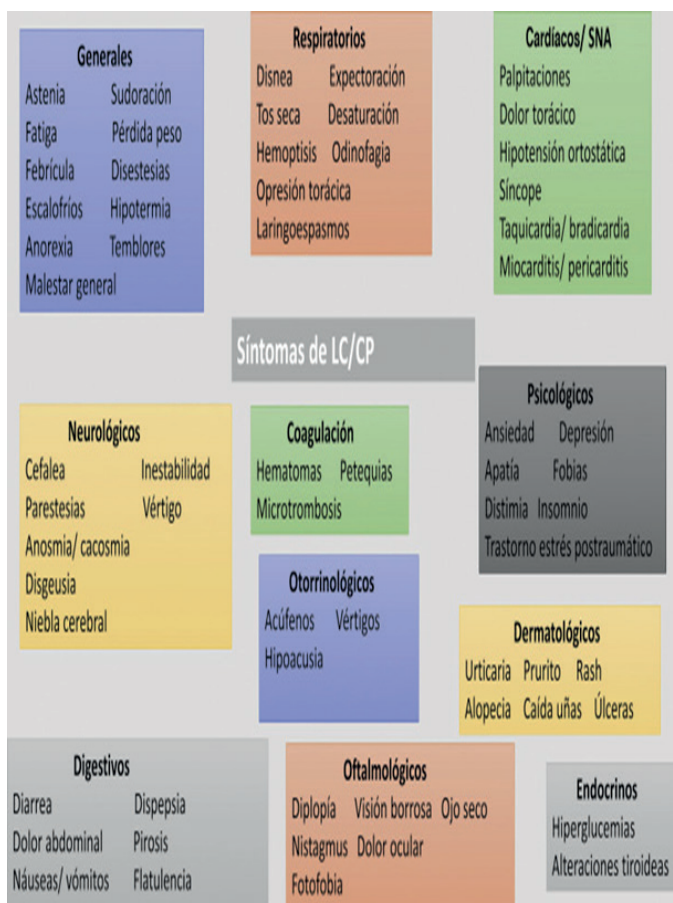 Generales
Astenia Sudoración
Fatiga Pérdida peso
Febrícula Disestesias
Escalofríos Hipotermia
Anorexia Temblores
Malestar general
Respiratorios
Disnea Expectoración
Tos seca Desaturación
Hemoptisis Odinofagia
Opresión torácica
Laringoespasmos
Cardíacos/ SNA
Palpitaciones
Dolor torácico
Hipotensión ortostática
Síncope
Taquicardia/ bradicardia
Miocarditis/ pericarditis
Síntomas de LC/CP
Neurológicos
Cefalea Inestabilidad
Parestesias Vértigo
Anosmia/ cacosmia
Disgeusia
Niebla cerebral
Coagulación
Hematomas Petequias
Microtrombosis
Psicológicos
Ansiedad Depresión
Apatía Fobias
Distimia Insomnio
Trastorno estrés postraumático
Otorrinológicos
Acúfenos Vértigos
Hipoacusia
Dermatológicos
Urticaria Prurito Rash
Alopecia Caída uñas Úlceras
Digestivos
Diarrea Dispepsia
Dolor abdominal Pirosis
Náuseas/ vómitos Flatulencia
Oftalmológicos
Diplopía Visión borrosa Ojo seco
Nistagmus Dolor ocular
Fotofobia
Endocrinos
Hiperglucemias
Alteraciones tiroideas